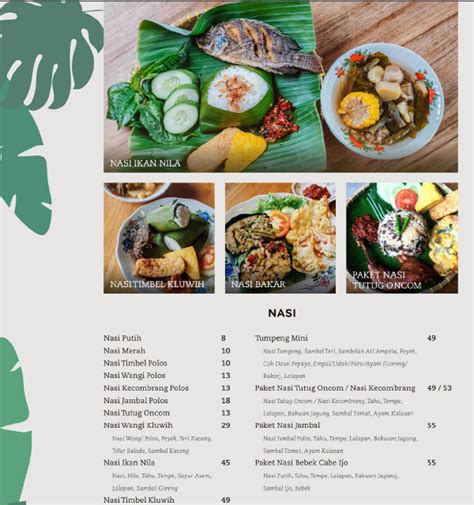 NASI IKAN NILA
NASI TIMBEL KLUWIH
NASI BAKAR
PAKET NASI
TUTUG ONCOM
NASI
Nasi Putih 8
Nasi Merah 10
Nasi Timbel Polos 10
Nasi Wangi Polos 13
Nasi Kecombrang Polos 13
Nasi Jambal Polos 18
Nasi Tutug Oncom 13
Nasi Wangi Kluwih 29
Nasi Wangi Polos, Peyek, Teri Kacang,
Telur Balado, Sambal Kacang
Nasi Ikan Nila 45
Nasi, Nila, Tahu, Tempe, Sayur Asem,
Lalapan, Sambal Goreng
Nasi Timbel Kluwih 49
Tumpeng Mini 49
Nasi Tumpeng, Sambel Teri, Sambetan Ati Ampela, Peyek,
Cah Daun Pepaya, Empal/Lidah/Paru/Ayam (Goreng/
Bakar), Lalapan
Paket Nasi Tutug Oncom / Nasi Kecombrang 49 / 53
Nasi Tutug Oncom / Nasi Kecombrang, Tahu, Tempe,
Lalapan, Bakwan Jagung, Sambal Tomat, Ayam Kalasan
Paket Nasi Jambal 55
Nasi Jambal Polos, Tahu, Tempe, Lalapan, Bakwan Jagung,
Sambal Tomat, Ayam Kalasan
Paket Nasi Bebek Cabe Ijo 55
Nasi Putih, Tahu, Tempe, Lalapan, Bakwan Jagung,
Sambal Ijo, Bebek